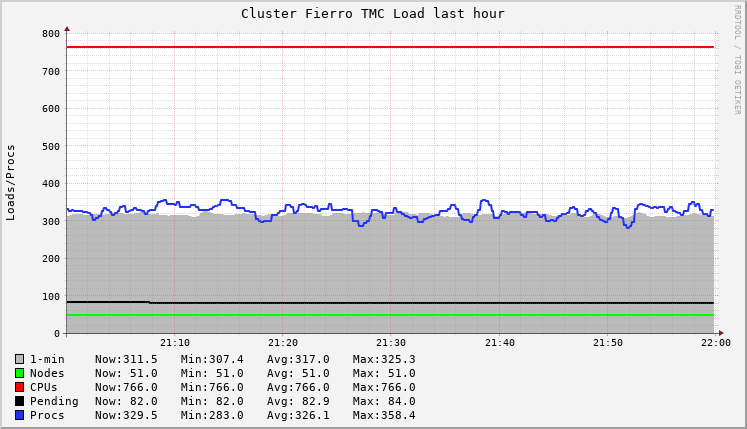 Cluster Fierro TMC Load last hour
RRDTOOL / TOBI OETIKER
Loads/Procs
800
700
600
500
400
300
200
100
0
21:10 21:20 21:30 21:40 21:50 22:00
1-min Now:311.5 Min:307.4 Avg:317.0 Max:325.3
Nodes Now: 51.0 Min: 51.0 Avg: 51.0 Max: 51.0
CPUs Now:766.0 Min:766.0 Avg:766.0 Max:766.0
Pending Now: 82.0 Min: 82.0 Avg: 82.9 Max: 84.0
Procs Now:329.5 Min:283.0 Avg:326.1 Max:358.4